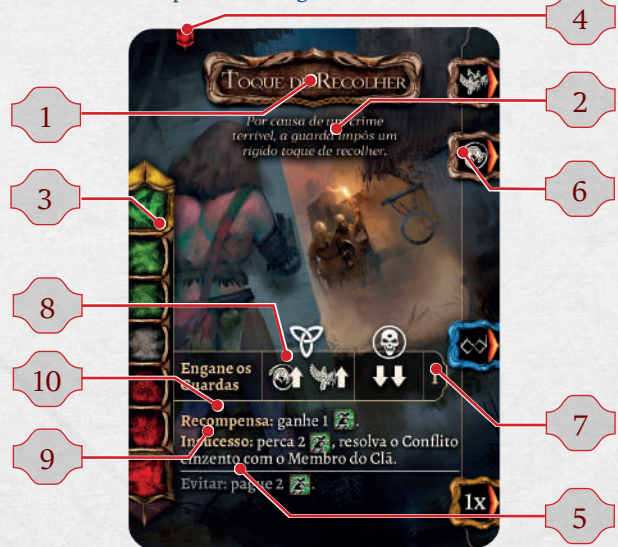 4
TOQUE DE RECOLHER
1
2
Por causa de um crime
terrível, a guarda impôs um
rígido toque de recolher.
6
3
8
Engane os
Guardas
1
10
7
Recompensa: ganhe 1
Insucesso: perca 2 , resolva o Conflito
cinzento com o Membro do Clã.
9
Evitar: pague 2 .
1x
5